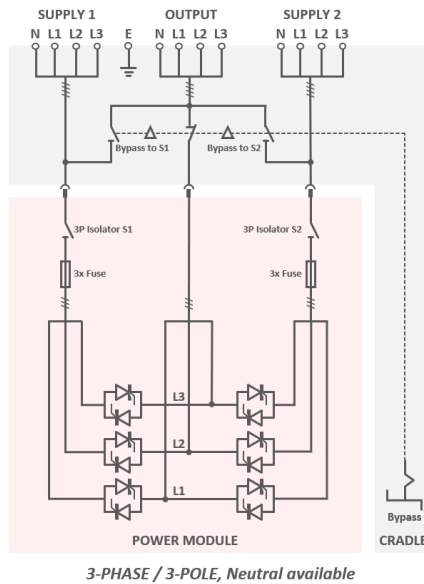 SUPPLY 1 OUTPUT SUPPLY 2
N L1 L2 L3 E N L1 L2 L3 N L1 L2 L3
Bypass to S1 Bypass to S2
3P Isolator S1 3P Isolator S2
3x Fuse 3x Fuse
L3
L2
L1
Bypass
POWER MODULE CRADLE
3-PHASE / 3-POLE, Neutral available